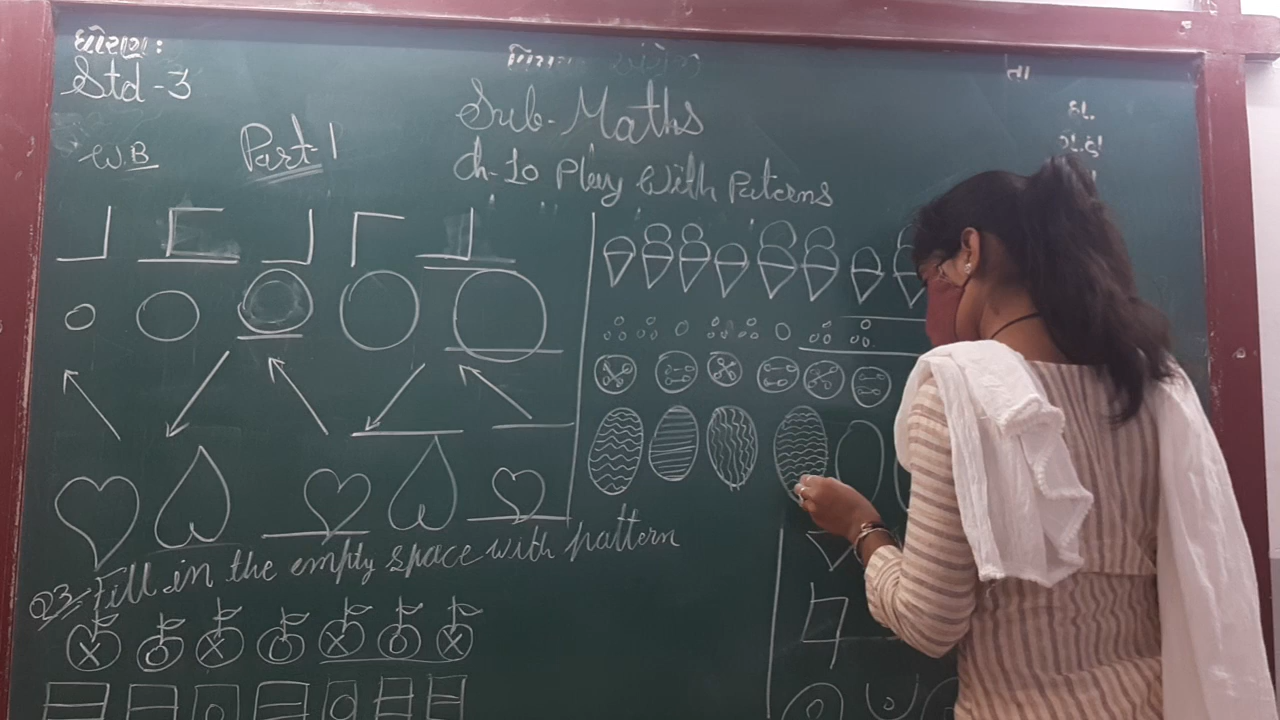 ધોરણ:
Std-3
તા
Sub-Maths
W.B
Part-1
ch-10 Play With Paterns
Q3 Fill in the empty space with pattern